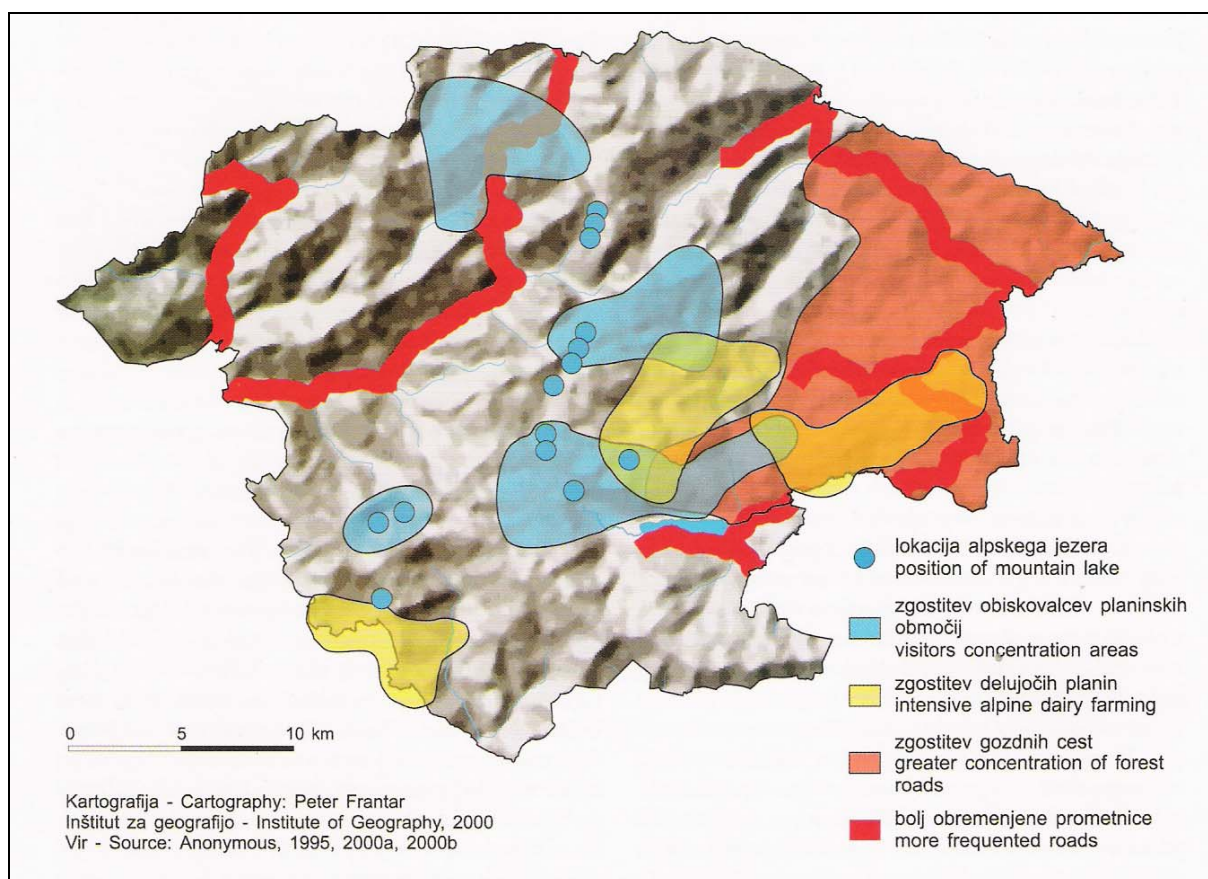 lokacija alpskega jezera
position of mountain lake
zgostitev obiskovalcev planinskih
območij
visitors concentration areas
zgostitev delujočih planin
intensive alpine dairy farming
zgostitev gozdnih cest
greater concentration of forest
roads
bolj obremenjene prometnice
more frequented roads
0 5 10 km
Kartografija - Cartography: Peter Frantar
Inštitut za geografijo - Institute of Geography, 2000
Vir - Source: Anonymous, 1995, 2000a, 2000b